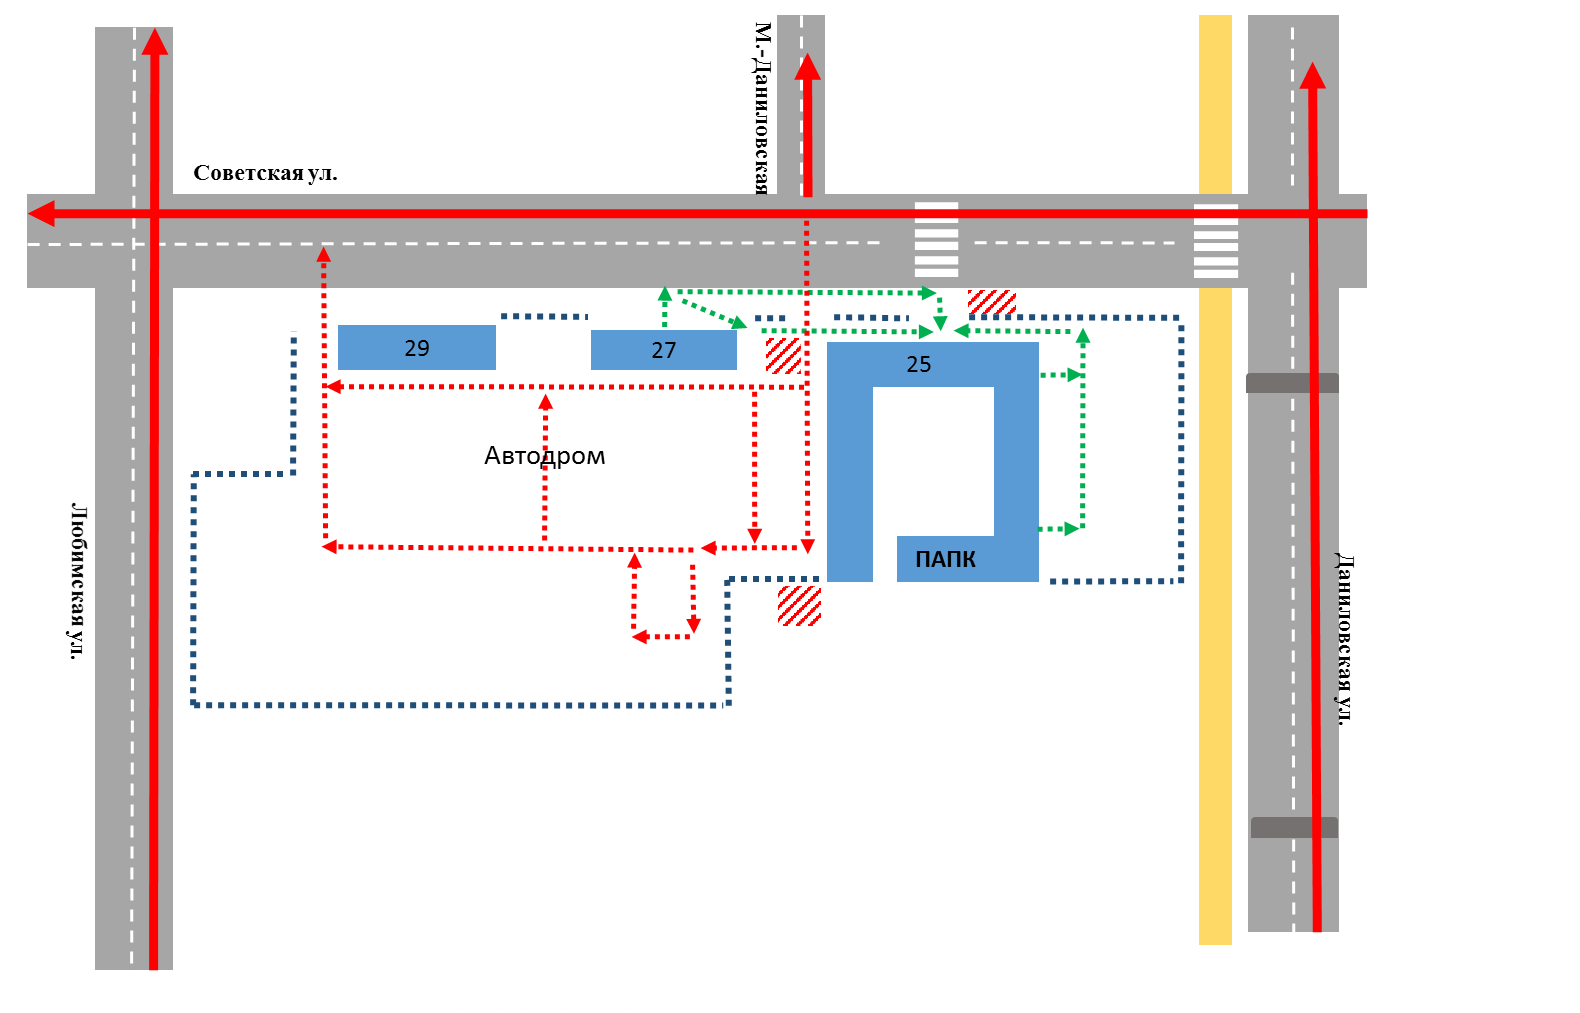 М.-Даниловская
Советская ул.
29
27
25
Автодром
Любимская ул.
ПАПК
Даниловская ул.